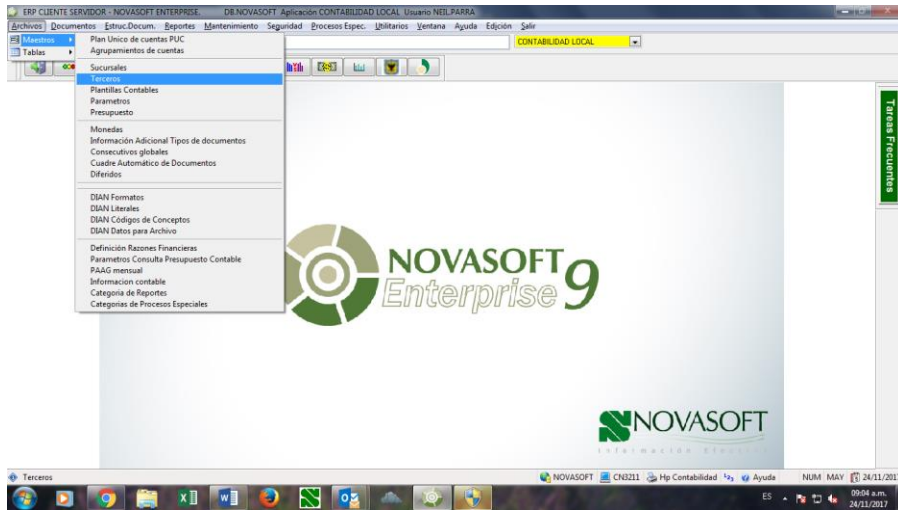 ERP CLIENTE SERVIDOR - NOVASOFT ENTERPRISE. DB.NOVASOFT Aplicación CONTABILIDAD LOCAL Usuario NEIL.PARRA
Archivos Documentos Estruc.Docum. Reportes Mantenimiento Seguridad Procesos Espec. Utilitarios Ventana Ayuda Edición Salir
Maestros
Tablas
CONTABILIDAD LOCAL
Plan Unico de cuentas PUC
Agrupamientos de cuentas
Sucursales
Terceros
Plantillas Contables
Parametros
Presupuesto
Monedas
Información Adicional Tipos de documentos
Consecutivos globales
Cuadre Automático de Documentos
Diferidos
DIAN Formatos
DIAN Literales
DIAN Códigos de Conceptos
DIAN Datos para Archivo
Definición Razones Financieras
Parametros Consulta Presupuesto Contable
PAAG mensual
Informacion contable
Categoria de Reportes
Categorias de Procesos Especiales
Tareas Frecuentes
NOVASOFT
Enterprise 9
NOVASOFT
Terceros
NOVASOFT CN3211 Hp Contabilidad Ayuda NUM MAY 24/11/201
ES
09:04 a.m.
24/11/2017